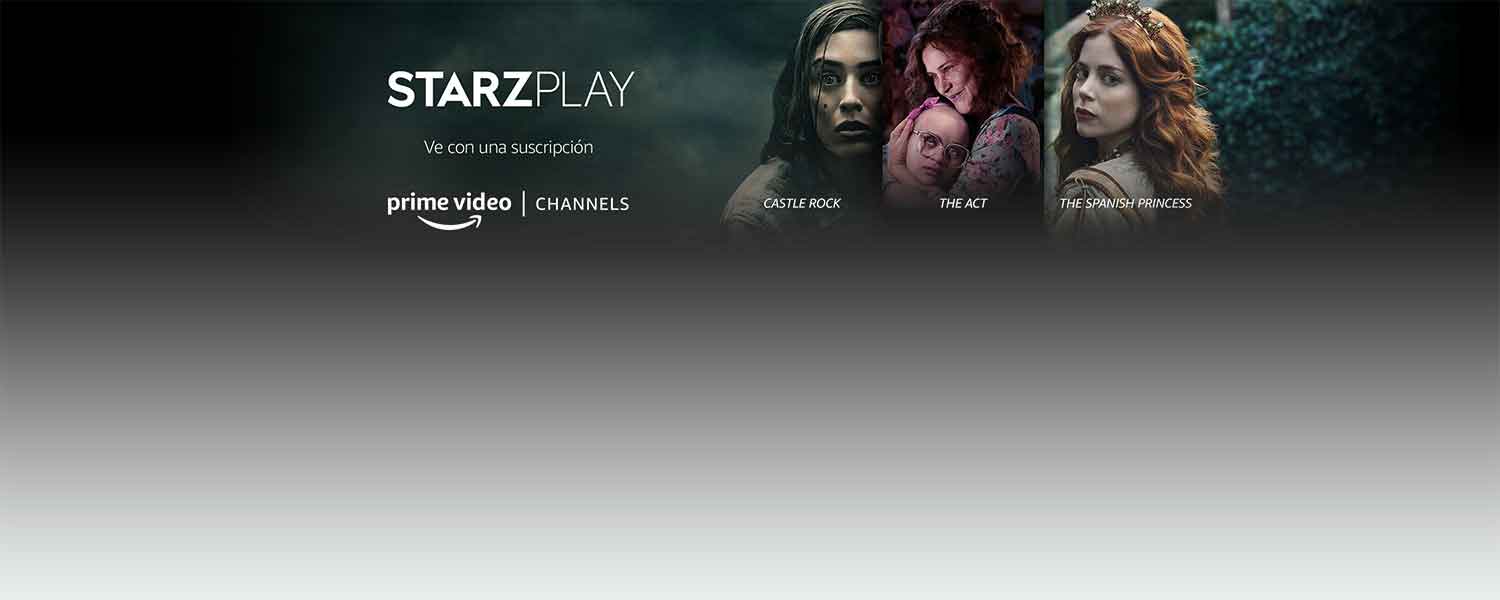 STARZPLAY
Ve con una suscripción
prime video | CHANNELS
CASTLE ROCK
THE ACT
THE SPANISH PRINCESS